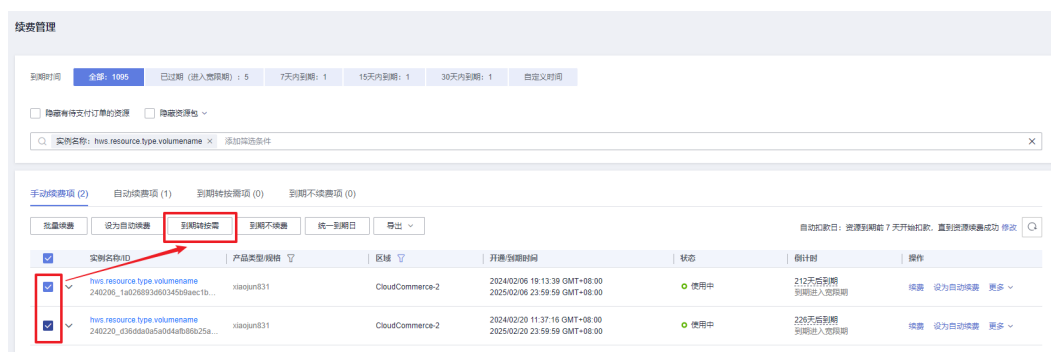 续费管理
到期时间 全部：1095 已过期（进入宽限期）：5 7天内到期：1 15天内到期：1 30天内到期：1 自定义时间
隐藏有待支付订单的资源 隐藏资源包
实例名称：hws.resource.type.volumename × 添加筛选条件
手动续费项 (2) 自动续费项 (1) 到期转按需项 (0) 到期不续费项 (0)
批量续费 设为自动续费 到期转按需 到期不续费 统一到期日 导出 自动扣款日：资源到期前 7 天开始扣款，直到资源续费成功 修改
实例名称/ID 产品类型/规格 区域 开通/到期时间 状态 倒计时 操作
hws.resource.type.volumename 2024/02/06 19:13:39 GMT+08:00 212天后到期
240206_1a026893d60345b9aec1b... xiaojun831 CloudCommerce-2 2025/02/06 23:59:59 GMT+08:00 使用中 到期进入宽限期 续费 设为自动续费 更多
hws.resource.type.volumename 2024/02/20 11:37:16 GMT+08:00 226天后到期
240220_d36dda0a5a0d4afb86b25a... xiaojun831 CloudCommerce-2 2025/02/20 23:59:59 GMT+08:00 使用中 到期进入宽限期 续费 设为自动续费 更多